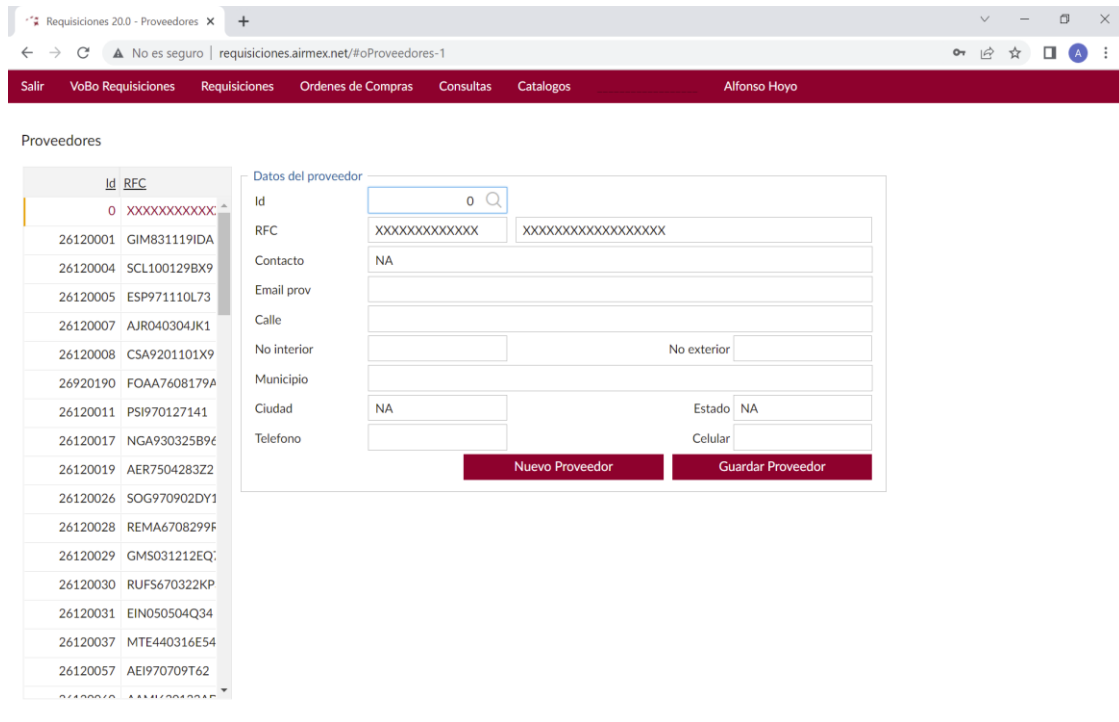 Requisiciones 20.0 - Proveedores
No es seguro | requisiciones.airmex.net/#oProveedores-1
A
Salir VoBo Requisiciones Requisiciones Ordenes de Compras Consultas Catalogos Alfonso Hoyo
Proveedores
Id RFC
0 XXXXXXXXXXX
26120001 GIM831119IDA
26120004 SCL100129BX9
26120005 ESP971110L73
26120007 AJR040304JK1
26120008 CSA9201101X9
26920190 FOAA7608179A
26120011 PSI970127141
26120017 NGA930325B96
26120019 AER7504283Z2
26120026 SOG970902DY1
26120028 REMA6708299F
26120029 GMS031212EQ7
26120030 RUFS670322KP
26120031 EIN050504Q34
26120037 MTE440316E54
26120057 AEI970709T62
Datos del proveedor
Id 0
RFC XXXXXXXXXXXXX XXXXXXXXXXXXXXXXXX
Contacto NA
Email prov
Calle
No interior No exterior
Municipio
Ciudad NA Estado NA
Telefono Celular
Nuevo Proveedor Guardar Proveedor